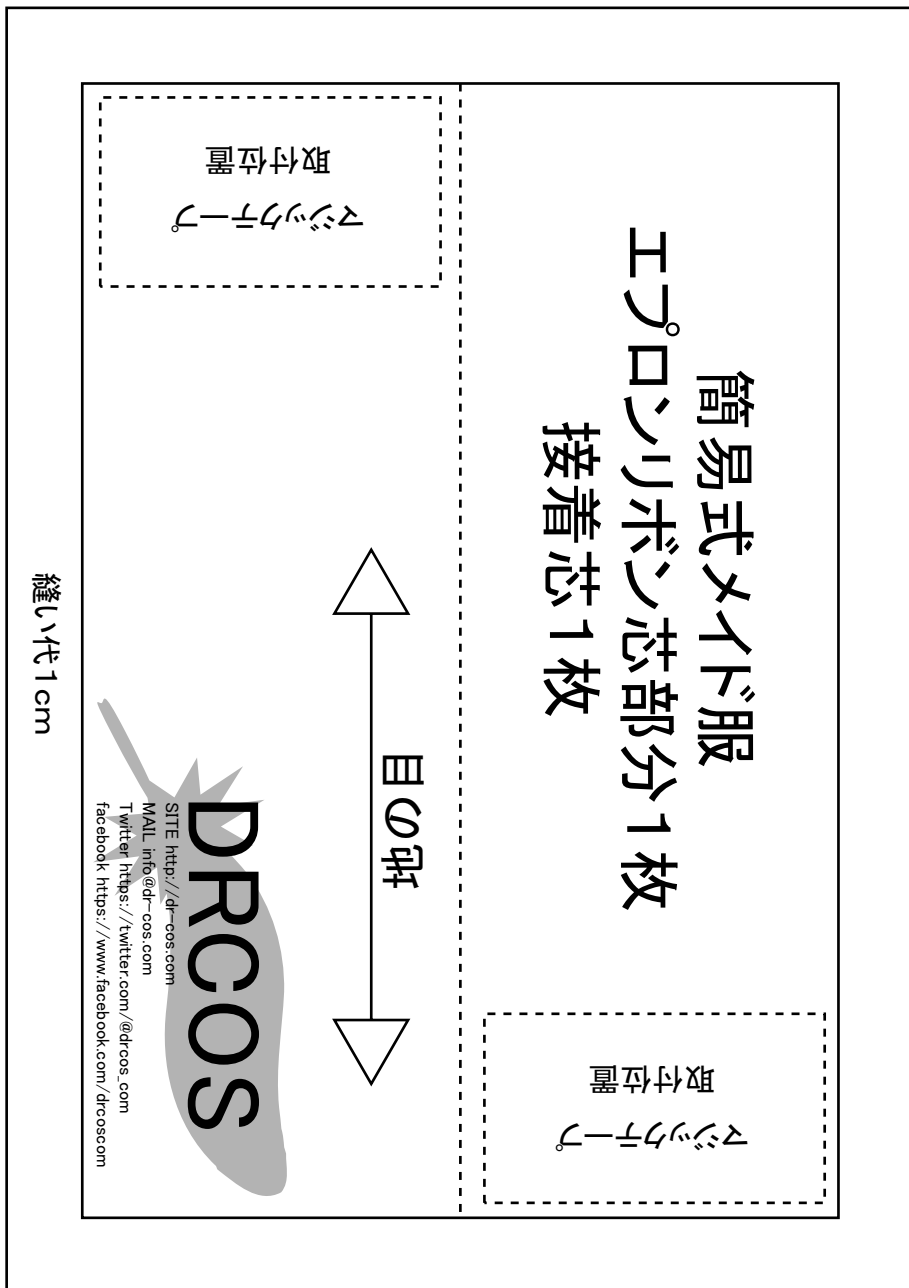 簡易式メイド服
エプロンリボン芯部分1枚
接着芯1枚
マジックテープ
取付位置
マジックテープ
取付位置
地の目
DRCOS
SITE http://dr-cos.com
MAIL info@dr-cos.com
Twitter https://twitter.com/@drcos_com
facebook https://www.facebook.com/drcoscom
縫い代1cm